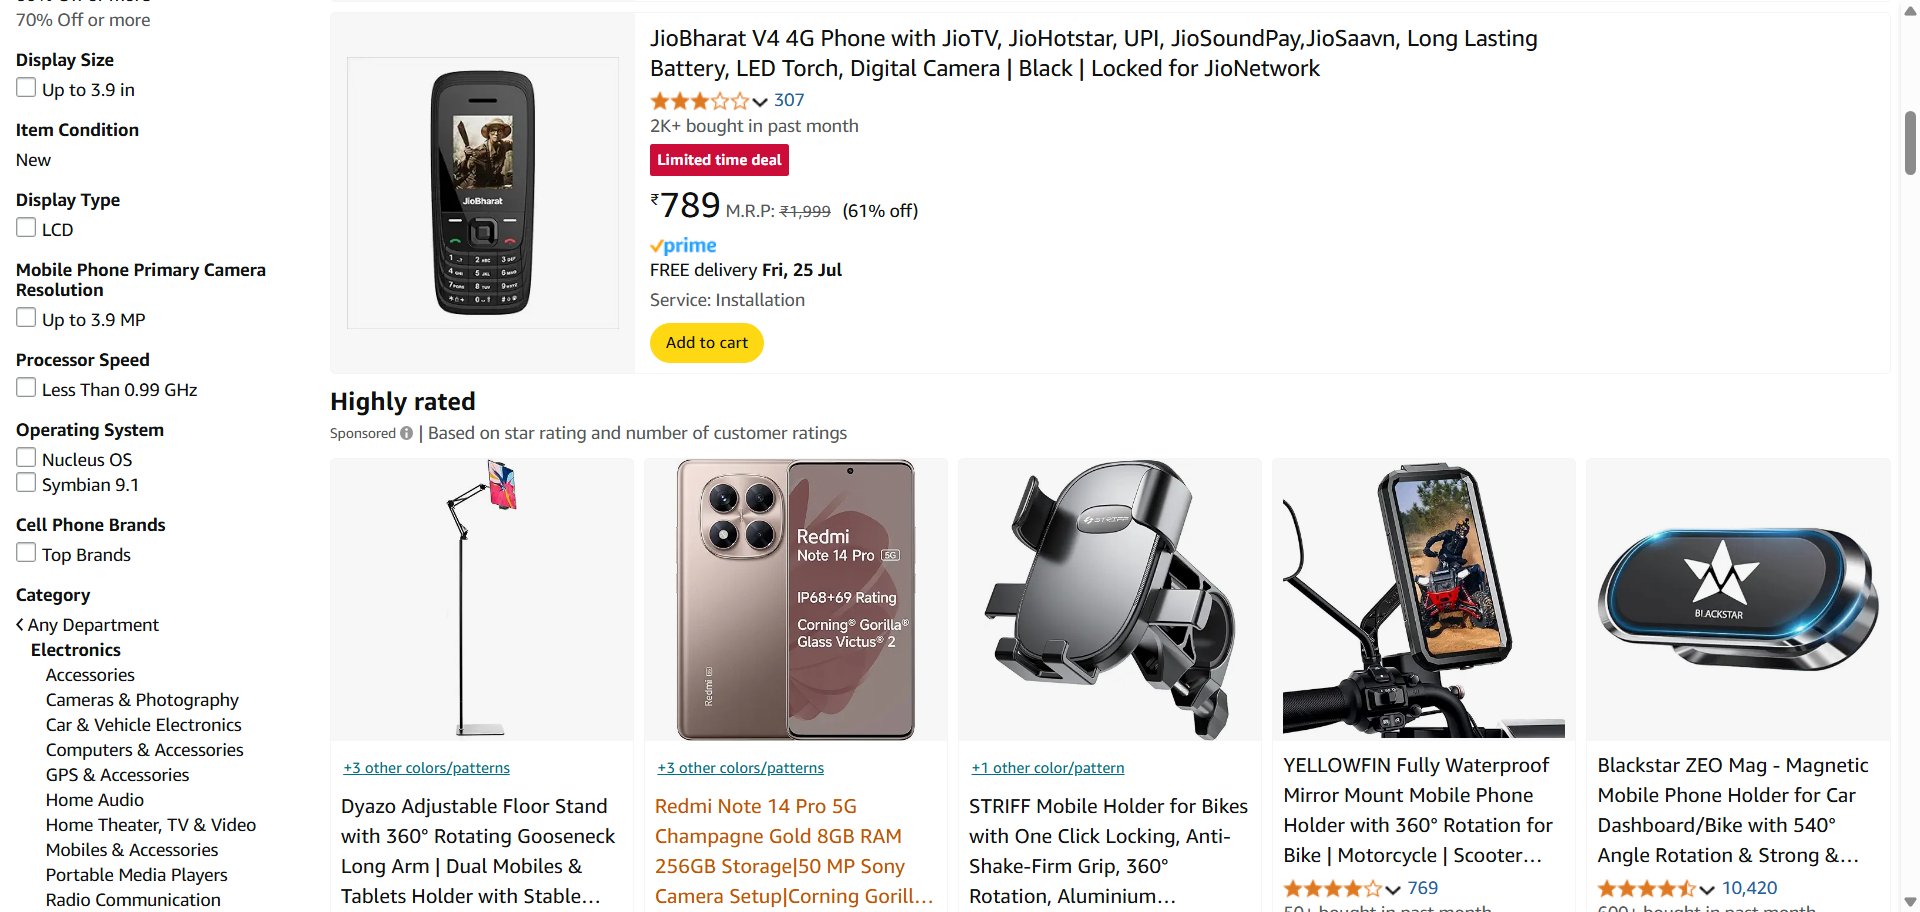 70% Off or more
Display Size
Up to 3.9 in
Item Condition
New
Display Type
LCD
Mobile Phone Primary Camera
Resolution
Up to 3.9 MP
Processor Speed
Less Than 0.99 GHz
Operating System
Nucleus OS
Symbian 9.1
Cell Phone Brands
Top Brands
Category
Any Department
Electronics
Accessories
Cameras & Photography
Car & Vehicle Electronics
Computers & Accessories
GPS & Accessories
Home Audio
Home Theater, TV & Video
Mobiles & Accessories
Portable Media Players
Radio Communication
JioBharat
JioBharat V4 4G Phone with JioTV, JioHotstar, UPI, JioSoundPay,JioSaavn, Long Lasting
Battery, LED Torch, Digital Camera | Black | Locked for JioNetwork
307
2K+ bought in past month
Limited time deal
₹789 M.R.P: ₹1,999 (61% off)
prime
FREE delivery Fri, 25 Jul
Service: Installation
Add to cart
Highly rated
Sponsored | Based on star rating and number of customer ratings
+3 other colors/patterns
Dyazo Adjustable Floor Stand
with 360° Rotating Gooseneck
Long Arm | Dual Mobiles &
Tablets Holder with Stable...
Redmi
Note 14 Pro 5G
IP68+69 Rating
Corning® Gorilla®
Glass Victus® 2
Redmi 5G
+3 other colors/patterns
Redmi Note 14 Pro 5G
Champagne Gold 8GB RAM
256GB Storage|50 MP Sony
Camera Setup|Corning Gorill...
STRIFF
+1 other color/pattern
STRIFF Mobile Holder for Bikes
with One Click Locking, Anti-
Shake-Firm Grip, 360°
Rotation, Aluminium...
YELLOWFIN Fully Waterproof
Mirror Mount Mobile Phone
Holder with 360° Rotation for
Bike | Motorcycle | Scooter...
769
50+ bought in past month
BLACKSTAR
Blackstar ZEO Mag - Magnetic
Mobile Phone Holder for Car
Dashboard/Bike with 540°
Angle Rotation & Strong &...
10,420
600+ bought in past month